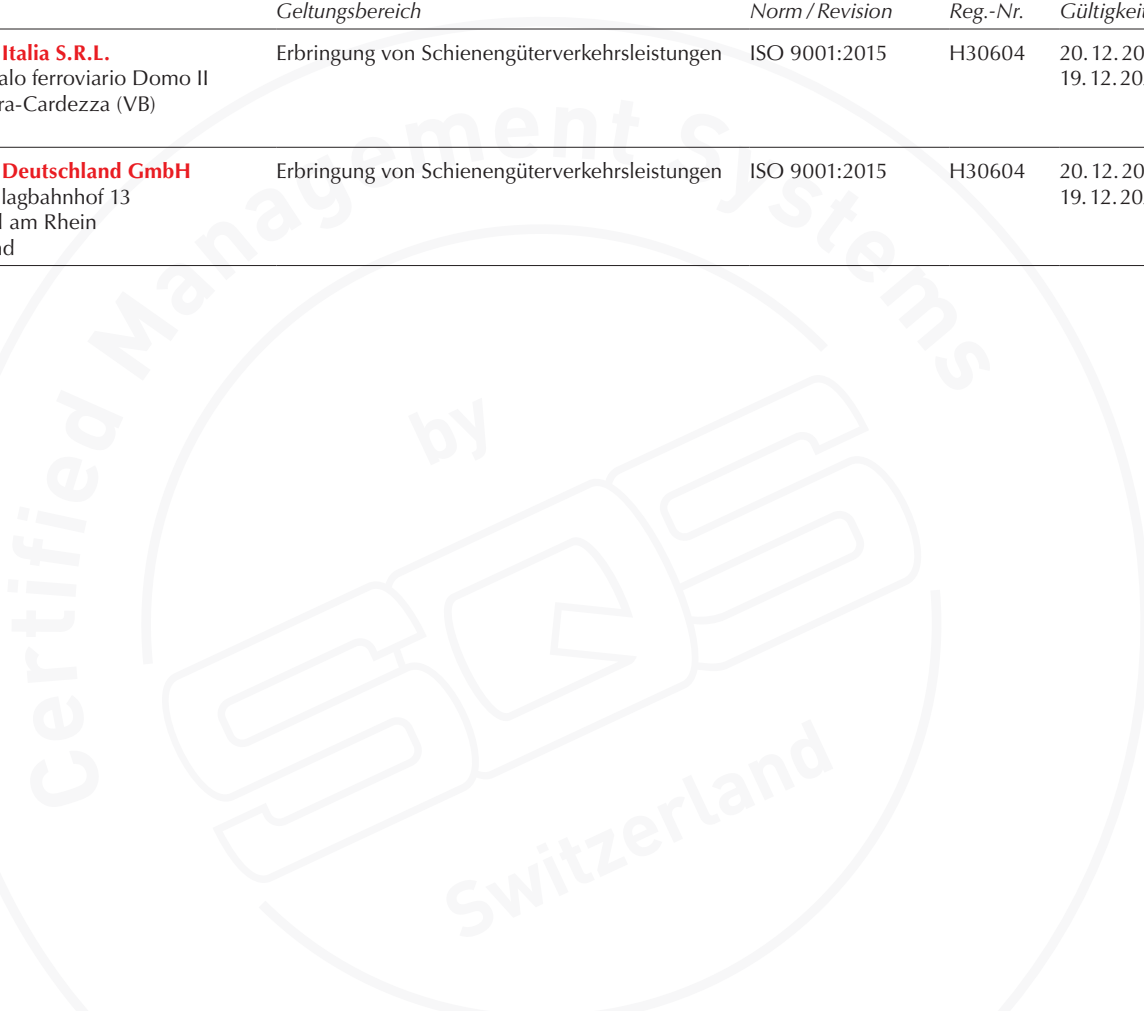 Geltungsbereich Norm / Revision Reg.-Nr. Gültigkeit
Italia S.R.L. Erbringung von Schienengüterverkehrsleistungen ISO 9001:2015 H30604 20.12.20
alo ferroviario Domo II 19.12.20
ra-Cardezza (VB)
Deutschland GmbH Erbringung von Schienengüterverkehrsleistungen ISO 9001:2015 H30604 20.12.20
lagbahnhof 13 19.12.20
am Rhein
nd
Certified Management Systems
by
SQS
Switzerland